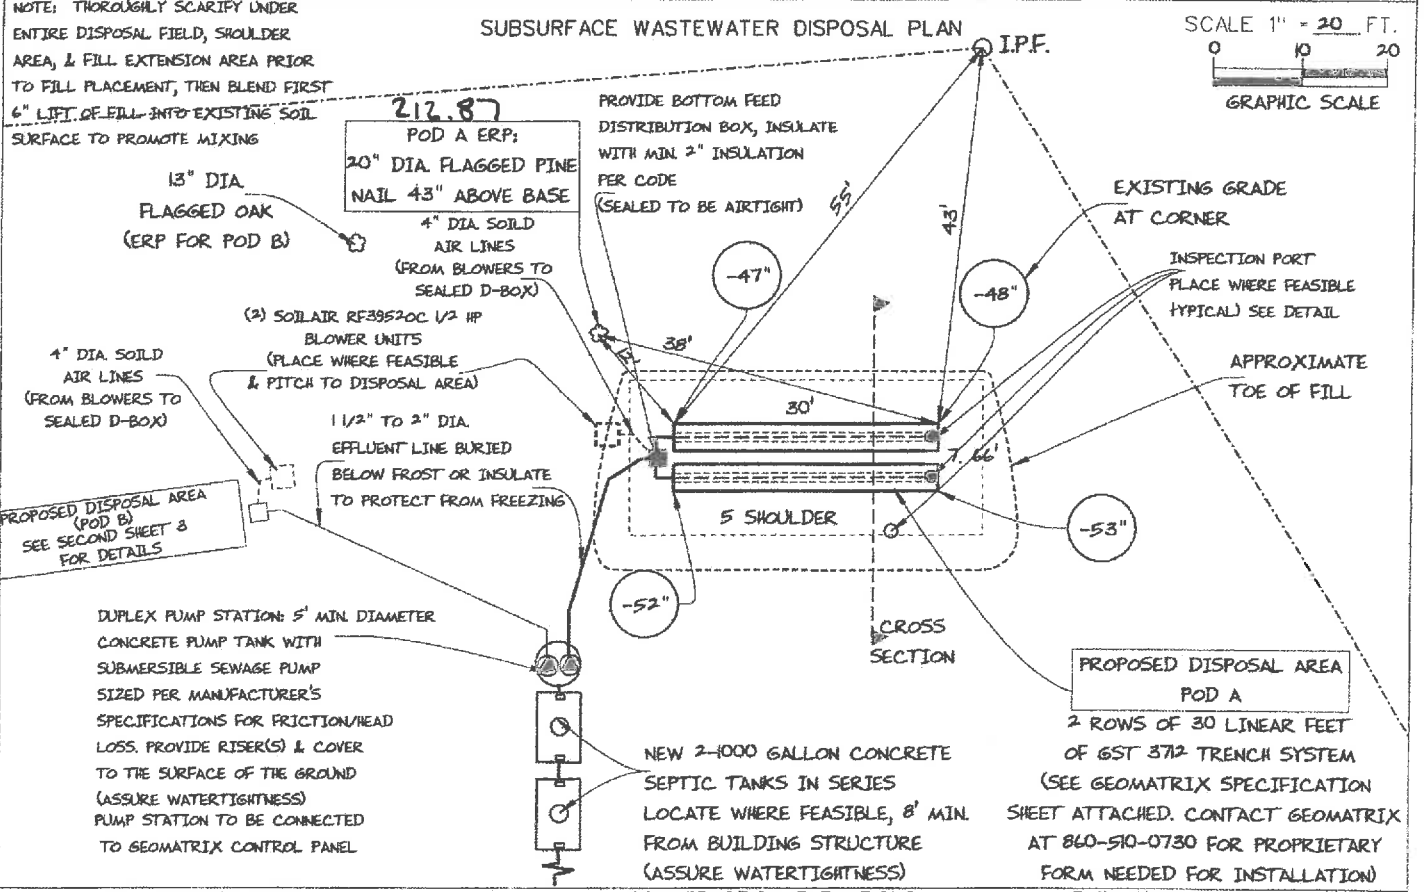 NOTE: THOROUGHLY SCARIFY UNDER
ENTIRE DISPOSAL FIELD, SHOULDER
AREA, & FILL EXTENSION AREA PRIOR
TO FILL PLACEMENT, THEN BLEND FIRST
6" LIFT OF FILL INTO EXISTING SOIL
SURFACE TO PROMOTE MIXING
SUBSURFACE WASTEWATER DISPOSAL PLAN
I.P.F.
SCALE 1" = 20 FT.
0 10 20
GRAPHIC SCALE
212.87
POD A ERP:
20" DIA. FLAGGED PINE
NAIL 43" ABOVE BASE
PROVIDE BOTTOM FEED
DISTRIBUTION BOX, INSULATE
WITH MIN. 2" INSULATION
PER CODE
(SEALED TO BE AIRTIGHT)
13" DIA.
FLAGGED OAK
(ERP FOR POD B)
4" DIA. SOILD
AIR LINES
(FROM BLOWERS TO
SEALED D-BOX)
55'
43'
EXISTING GRADE
AT CORNER
-47"
-48"
INSPECTION PORT
PLACE WHERE FEASIBLE
TYPICAL) SEE DETAIL
(2) SOILAIR RF39520C 1/2 HP
BLOWER UNITS
(PLACE WHERE FEASIBLE
& PITCH TO DISPOSAL AREA)
4" DIA. SOILD
AIR LINES
(FROM BLOWERS TO
SEALED D-BOX)
38'
12'
APPROXIMATE
TOE OF FILL
30'
1 1/2" TO 2" DIA.
EFFLUENT LINE BURIED
BELOW FROST OR INSULATE
TO PROTECT FROM FREEZING
7.66'
5 SHOULDER
PROPOSED DISPOSAL AREA
(POD B)
SEE SECOND SHEET 3
FOR DETAILS
-53"
-52"
CROSS
SECTION
DUPLEX PUMP STATION: 5' MIN. DIAMETER
CONCRETE PUMP TANK WITH
SUBMERSIBLE SEWAGE PUMP
SIZED PER MANUFACTURER'S
SPECIFICATIONS FOR FRICTION/HEAD
LOSS. PROVIDE RISER(S) & COVER
TO THE SURFACE OF THE GROUND
(ASSURE WATERTIGHTNESS)
PUMP STATION TO BE CONNECTED
TO GEOMATRIX CONTROL PANEL
NEW 2-1000 GALLON CONCRETE
SEPTIC TANKS IN SERIES
LOCATE WHERE FEASIBLE, 8' MIN.
FROM BUILDING STRUCTURE
(ASSURE WATERTIGHTNESS)
PROPOSED DISPOSAL AREA
POD A
2 ROWS OF 30 LINEAR FEET
OF GST 3712 TRENCH SYSTEM
(SEE GEOMATRIX SPECIFICATION
SHEET ATTACHED. CONTACT GEOMATRIX
AT 860-510-0730 FOR PROPRIETARY
FORM NEEDED FOR INSTALLATION)